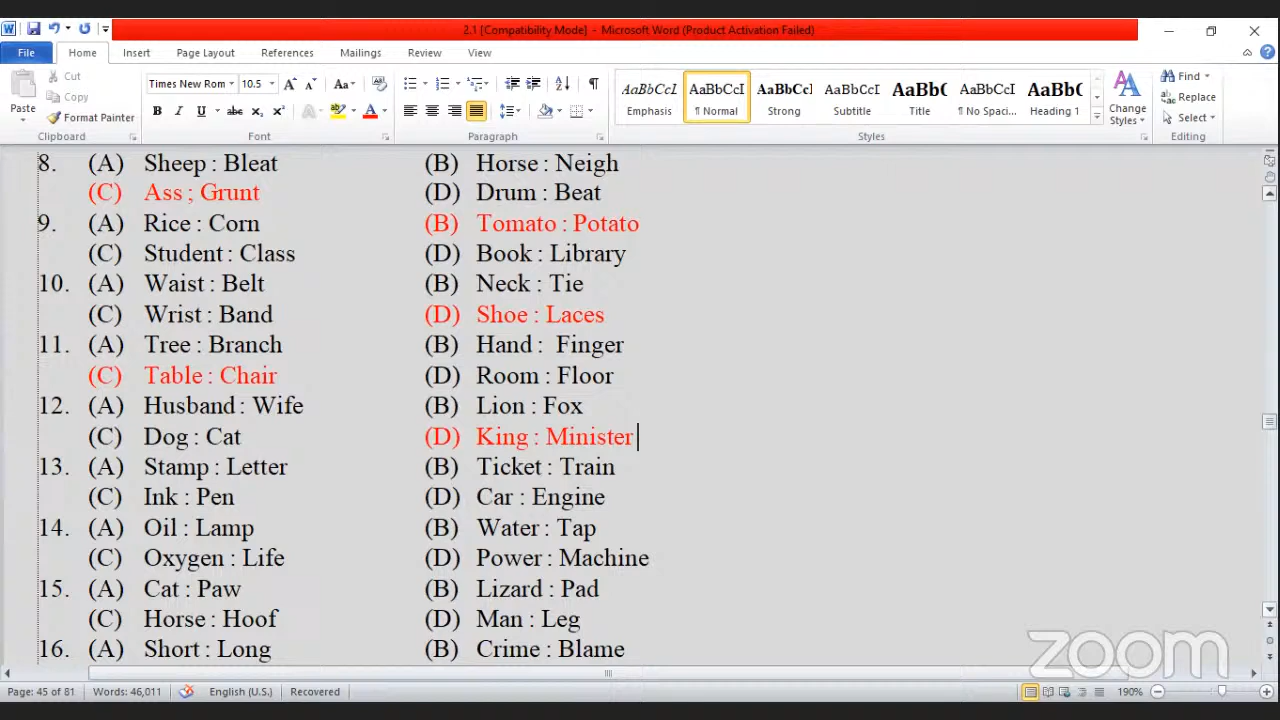 2.1 [Compatibility Mode] - Microsoft Word (Product Activation Failed)
File Home Insert Page Layout References Mailings Review View
Paste
Cut
Copy
Format Painter
Clipboard
Times New Rom 10.5
Font
Paragraph
AaBbCcI AaBbCcI AaBbCcI AaBbCcI AaBbC AaBbCcI AaBbC
Emphasis ¶ Normal Strong Subtitle Title ¶ No Spaci... Heading 1
Styles
Change Styles
Find
Replace
Select
Editing
8. (A) Sheep : Bleat (B) Horse : Neigh
(C) Ass ; Grunt (D) Drum : Beat
9. (A) Rice : Corn (B) Tomato : Potato
(C) Student : Class (D) Book : Library
10. (A) Waist : Belt (B) Neck : Tie
(C) Wrist : Band (D) Shoe : Laces
11. (A) Tree : Branch (B) Hand : Finger
(C) Table : Chair (D) Room : Floor
12. (A) Husband : Wife (B) Lion : Fox
(C) Dog : Cat (D) King : Minister
13. (A) Stamp : Letter (B) Ticket : Train
(C) Ink : Pen (D) Car : Engine
14. (A) Oil : Lamp (B) Water : Tap
(C) Oxygen : Life (D) Power : Machine
15. (A) Cat : Paw (B) Lizard : Pad
(C) Horse : Hoof (D) Man : Leg
16. (A) Short : Long (B) Crime : Blame
zoom
Page: 45 of 81 Words: 46,011 English (U.S.) Recovered 190%